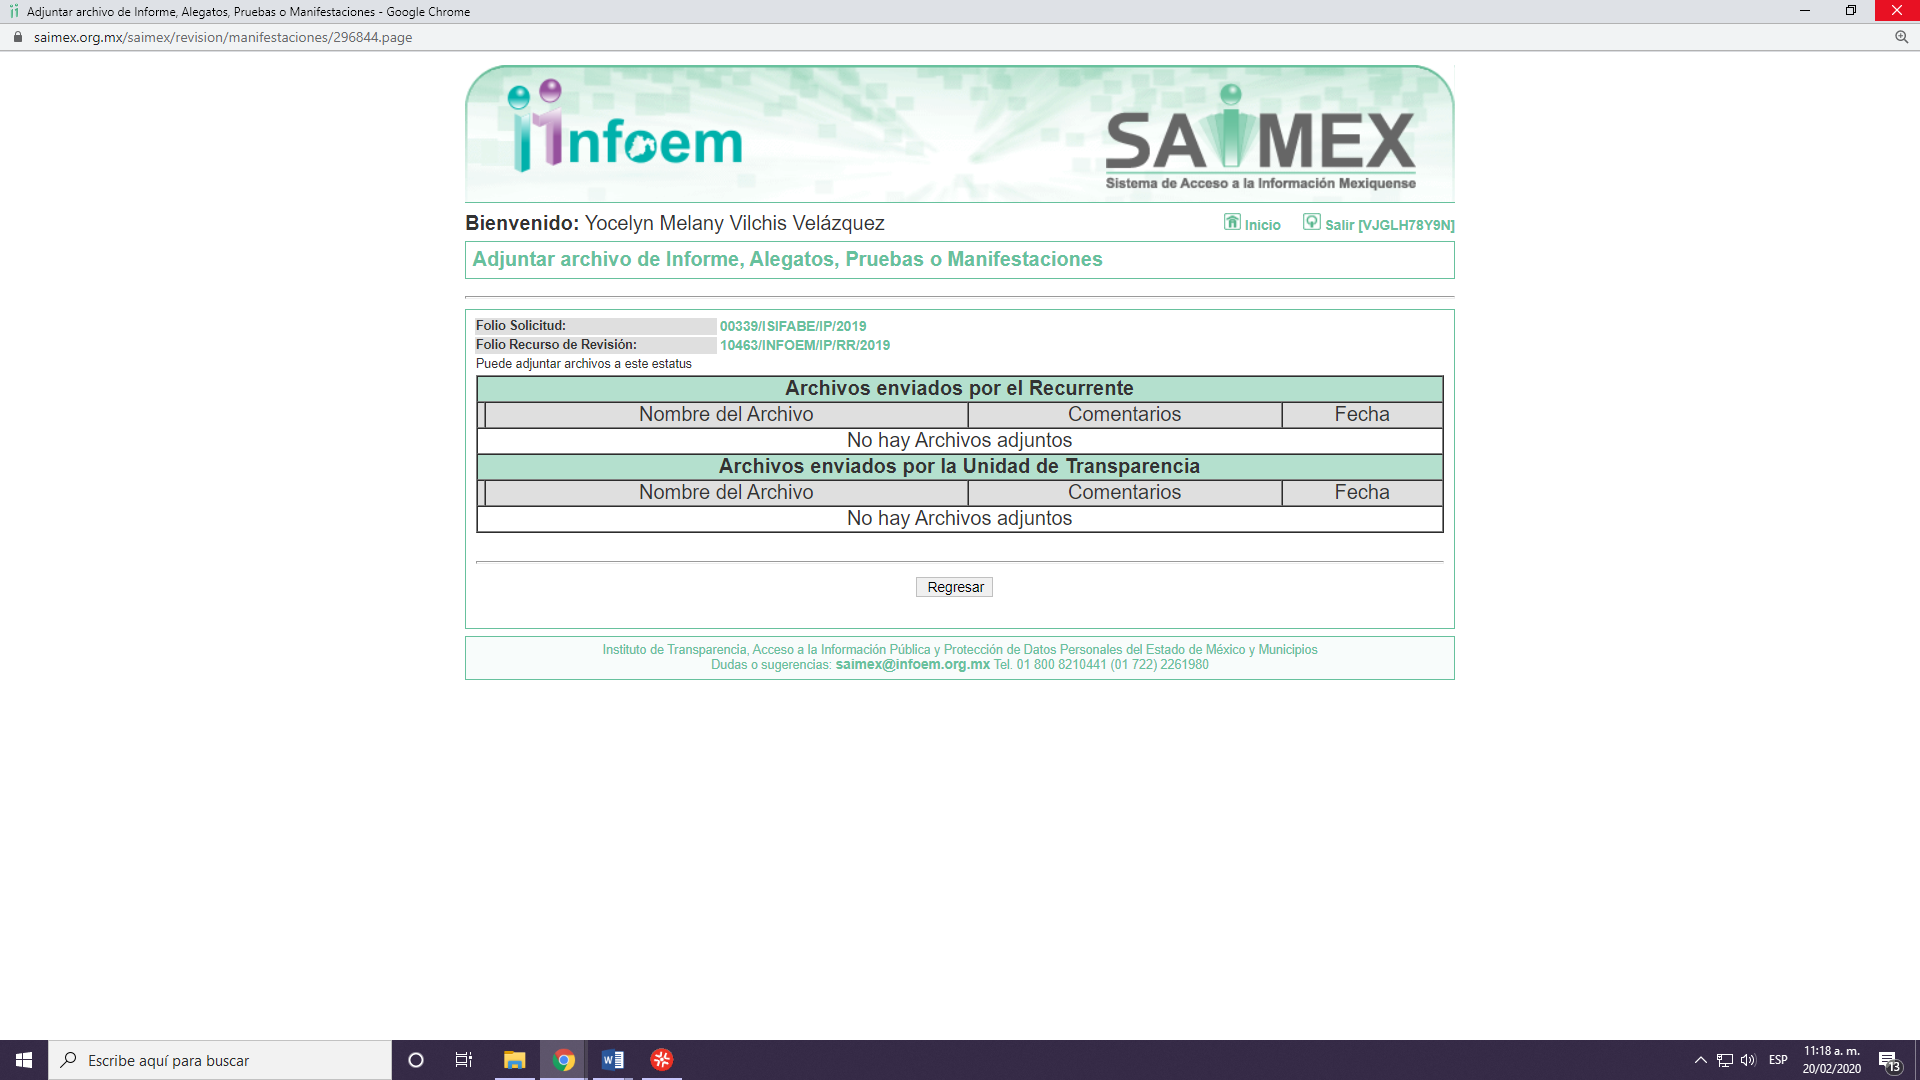 Adjuntar archivo de Informe, Alegatos, Pruebas o Manifestaciones - Google Chrome
saimex.org.mx/saimex/revision/manifestaciones/296844.page
infoem
SAIMEX
Sistema de Acceso a la Información Mexiquense
Bienvenido: Yocelyn Melany Vilchis Velázquez
Inicio
Salir [VJGLH78Y9N]
Adjuntar archivo de Informe, Alegatos, Pruebas o Manifestaciones
Folio Solicitud: 00339/ISIFABE/IP/2019
Folio Recurso de Revisión: 10463/INFOEM/IP/RR/2019
Puede adjuntar archivos a este estatus
Archivos enviados por el Recurrente
Nombre del Archivo Comentarios Fecha
No hay Archivos adjuntos
Archivos enviados por la Unidad de Transparencia
Nombre del Archivo Comentarios Fecha
No hay Archivos adjuntos
Regresar
Instituto de Transparencia, Acceso a la Información Pública y Protección de Datos Personales del Estado de México y Municipios
Dudas o sugerencias: saimex@infoem.org.mx Tel. 01 800 8210441 (01 722) 2261980
Escribe aquí para buscar
ESP
11:18 a. m.
20/02/2020
13